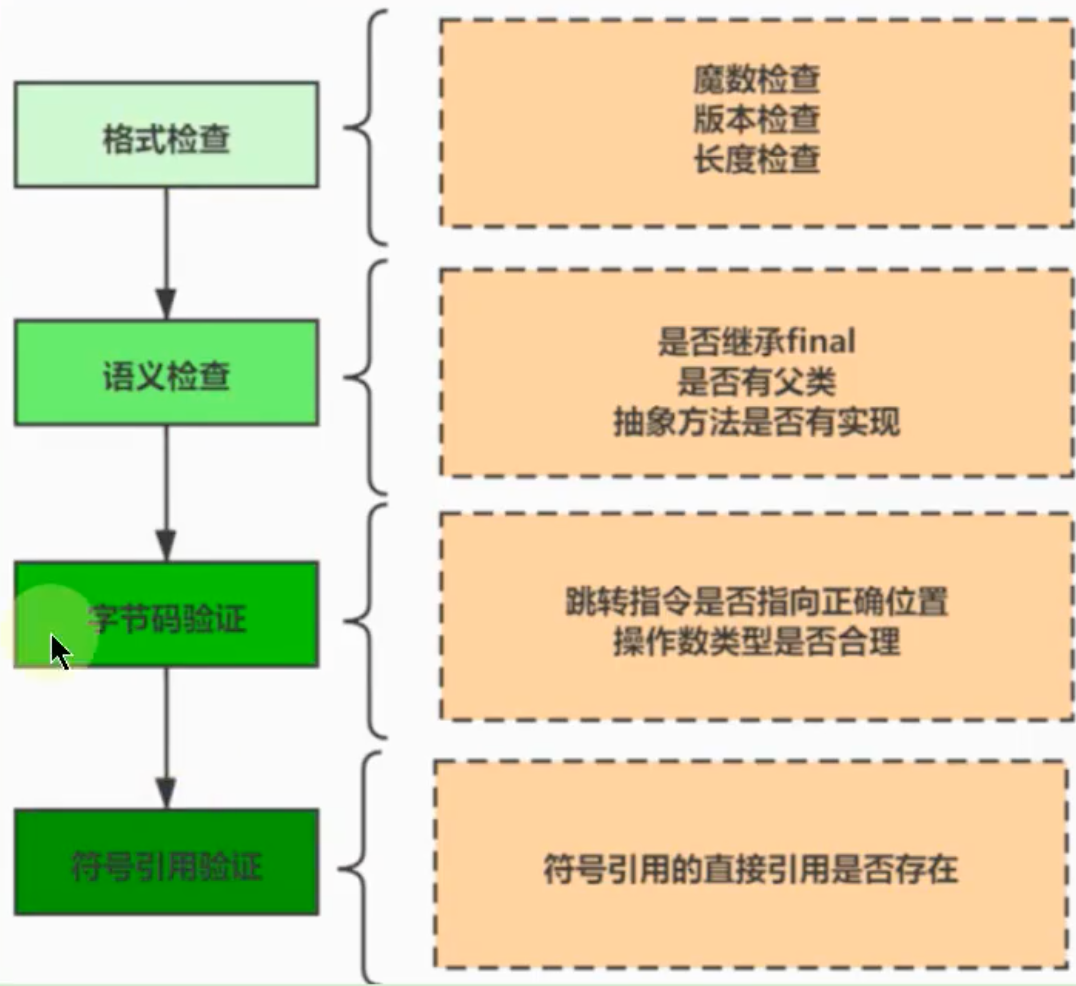 格式检查
魔数检查
版本检查
长度检查
语义检查
是否继承final
是否有父类
抽象方法是否有实现
字节码验证
跳转指令是否指向正确位置
操作数类型是否合理
符号引用验证
符号引用的直接引用是否存在